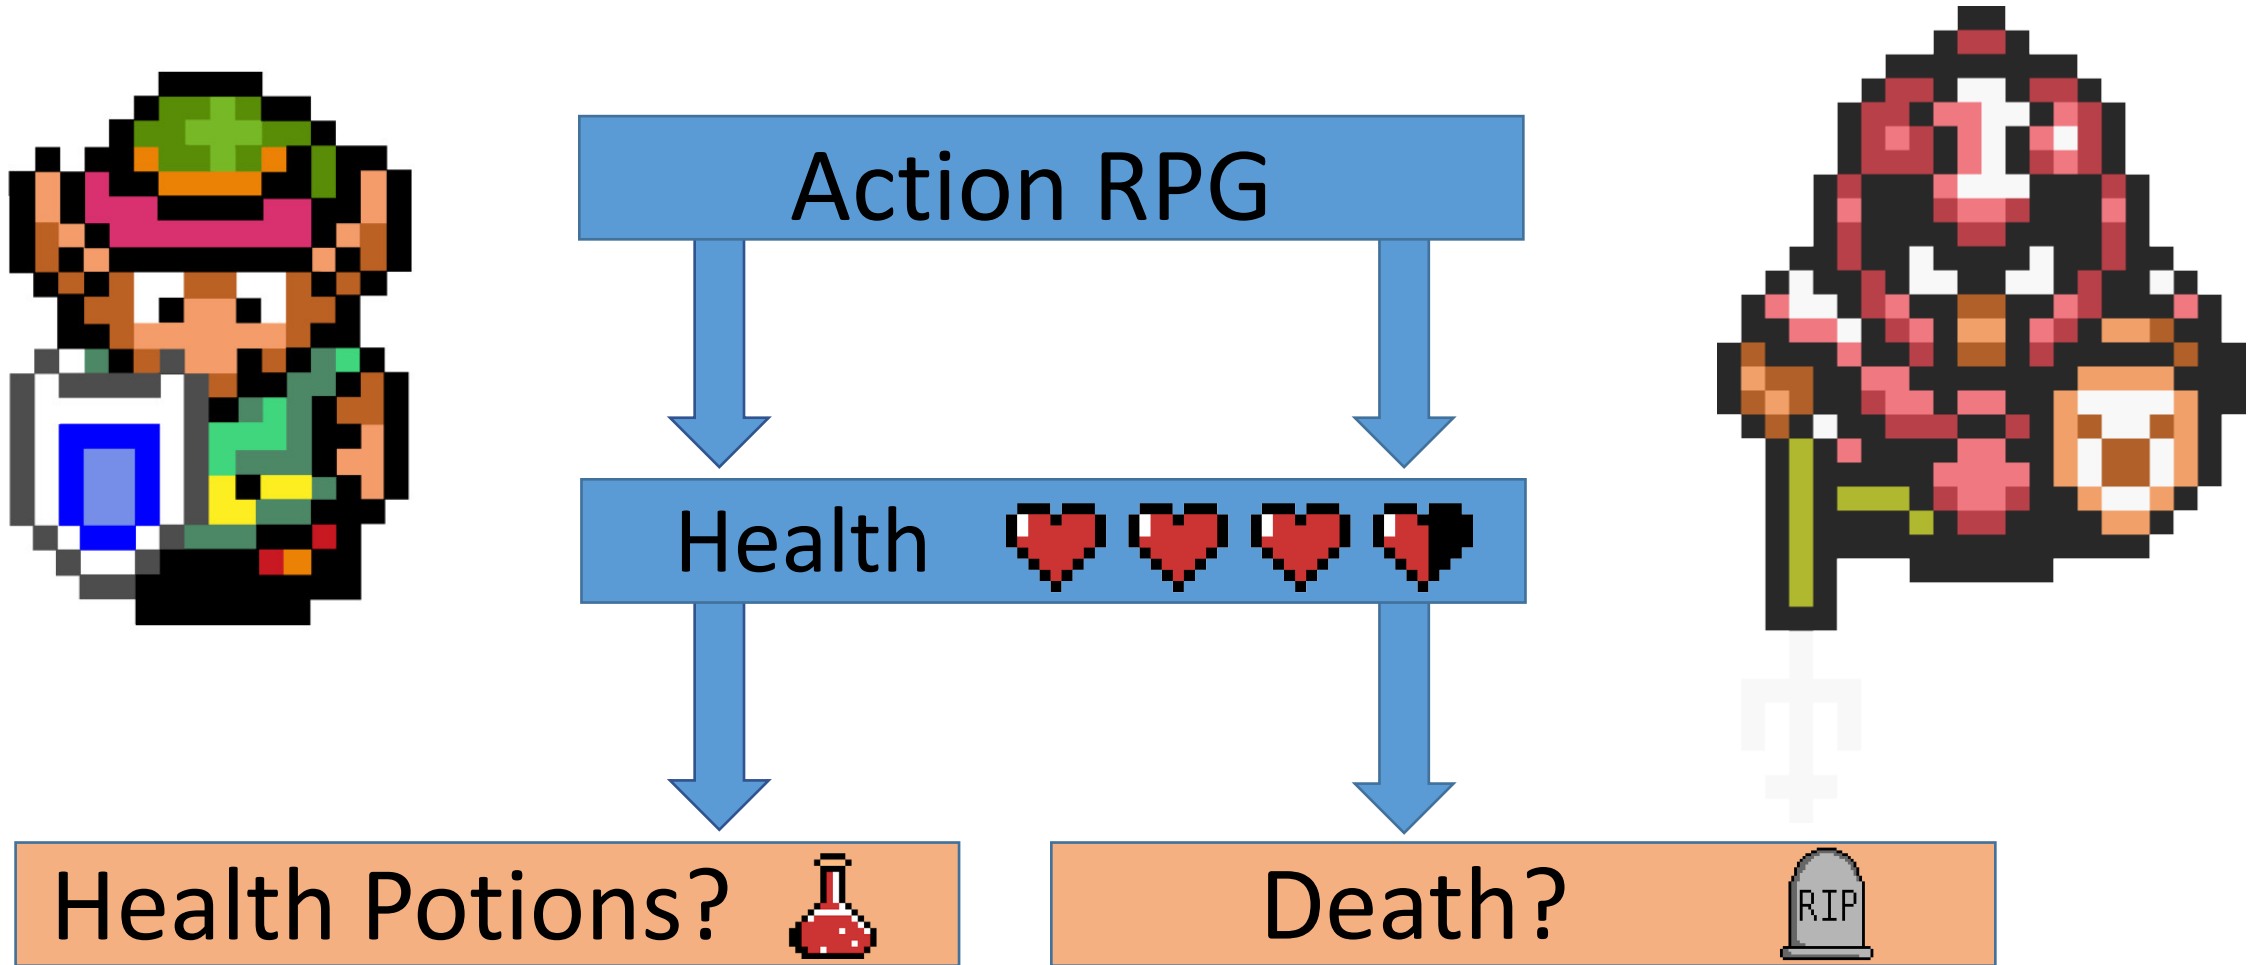 Action RPG
Health
Health Potions?
Death?
RIP